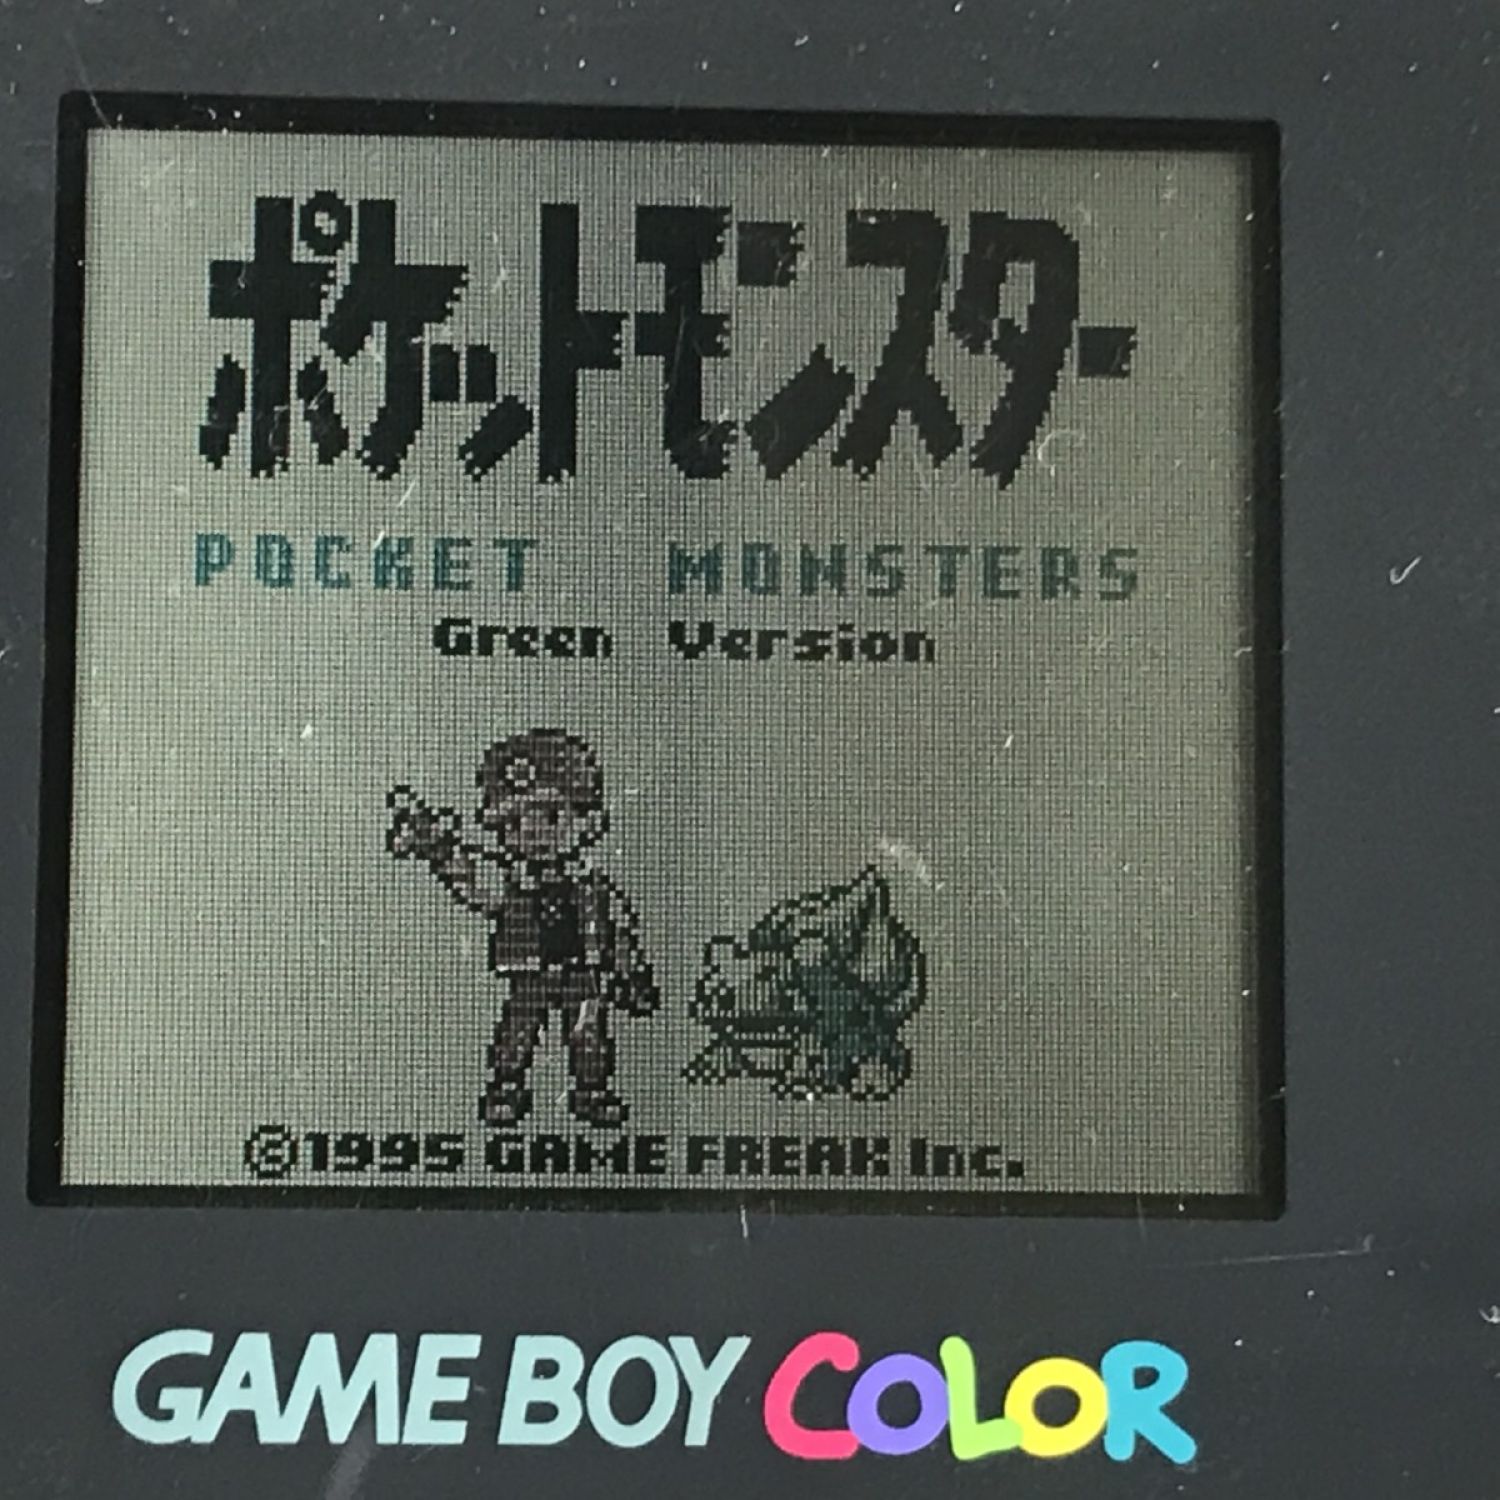 ポケットモンスター
POCKET MONSTERS
Green Version
©1995 GAME FREAK Inc.
GAME BOY COLOR